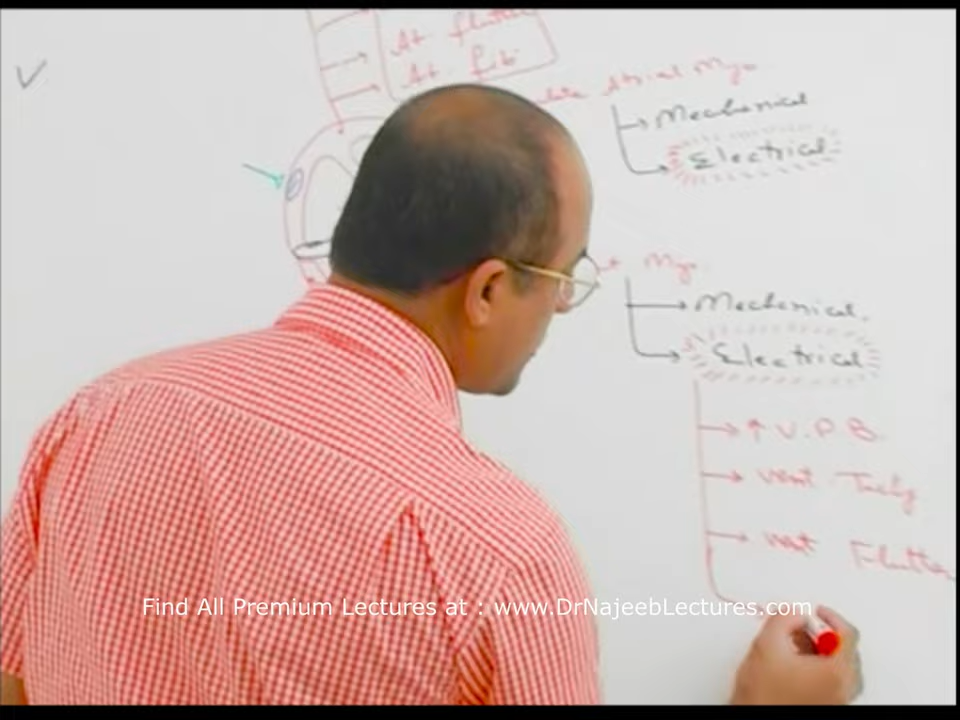 At flutter
At fib
Atrial Myo
Mechanical
Electrical
V
Myo
Mechanical
Electrical
↑ V.P.B.
Vent Tachy
Vent Flutter
Find All Premium Lectures at : www.DrNajeebLectures.com